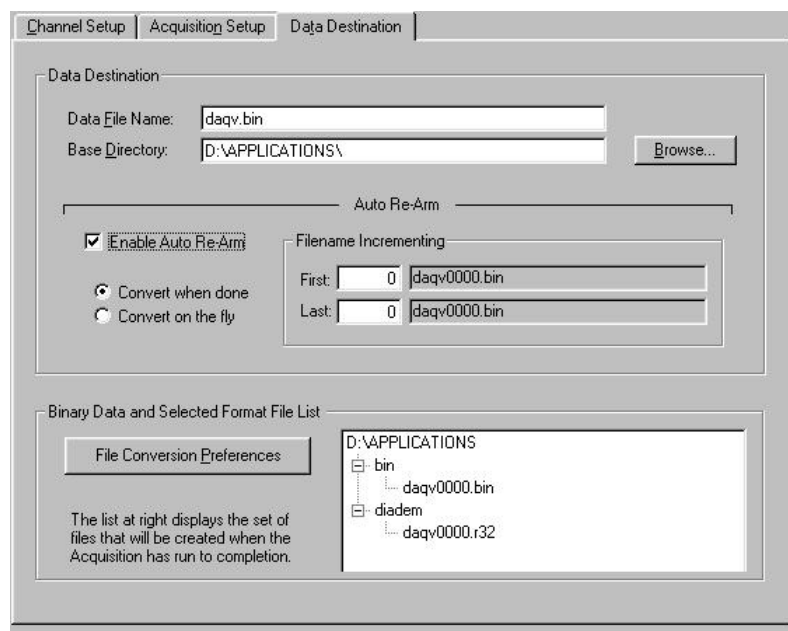 Channel Setup Acquisition Setup Data Destination
Data Destination
Data File Name: daqv.bin
Base Directory: D:\APPLICATIONS\ Browse...
Auto Re-Arm
Enable Auto Re-Arm Filename Incrementing
First: 0 daqv0000.bin
Convert when done
Last: 0 daqv0000.bin
Convert on the fly
Binary Data and Selected Format File List
File Conversion Preferences
D:\APPLICATIONS
bin
daqv0000.bin
diadem
daqv0000.r32
The list at right displays the set of
files that will be created when the
Acquisition has run to completion.